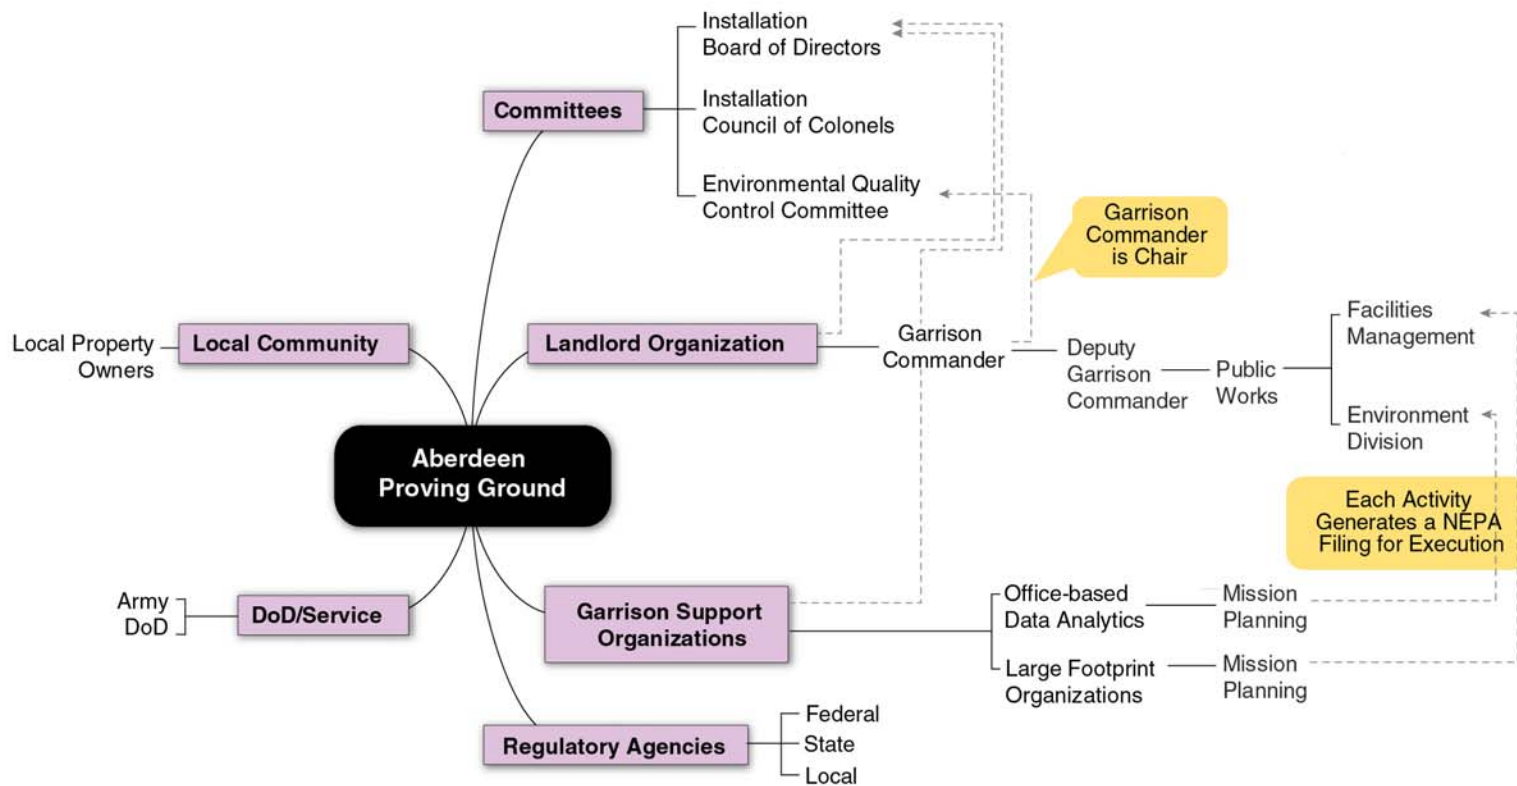 Installation
Board of Directors
Committees
Installation
Council of Colonels
Environmental Quality
Control Committee
Garrison
Commander
is Chair
Local Property
Owners
Local Community
Landlord Organization
Garrison
Commander
Deputy
Garrison
Commander
Public
Works
Facilities
Management
Environment
Division
Aberdeen
Proving Ground
Each Activity
Generates a NEPA
Filing for Execution
Army
DoD
DoD/Service
Garrison Support
Organizations
Office-based
Data Analytics
Mission
Planning
Large Footprint
Organizations
Mission
Planning
Regulatory Agencies
Federal
State
Local